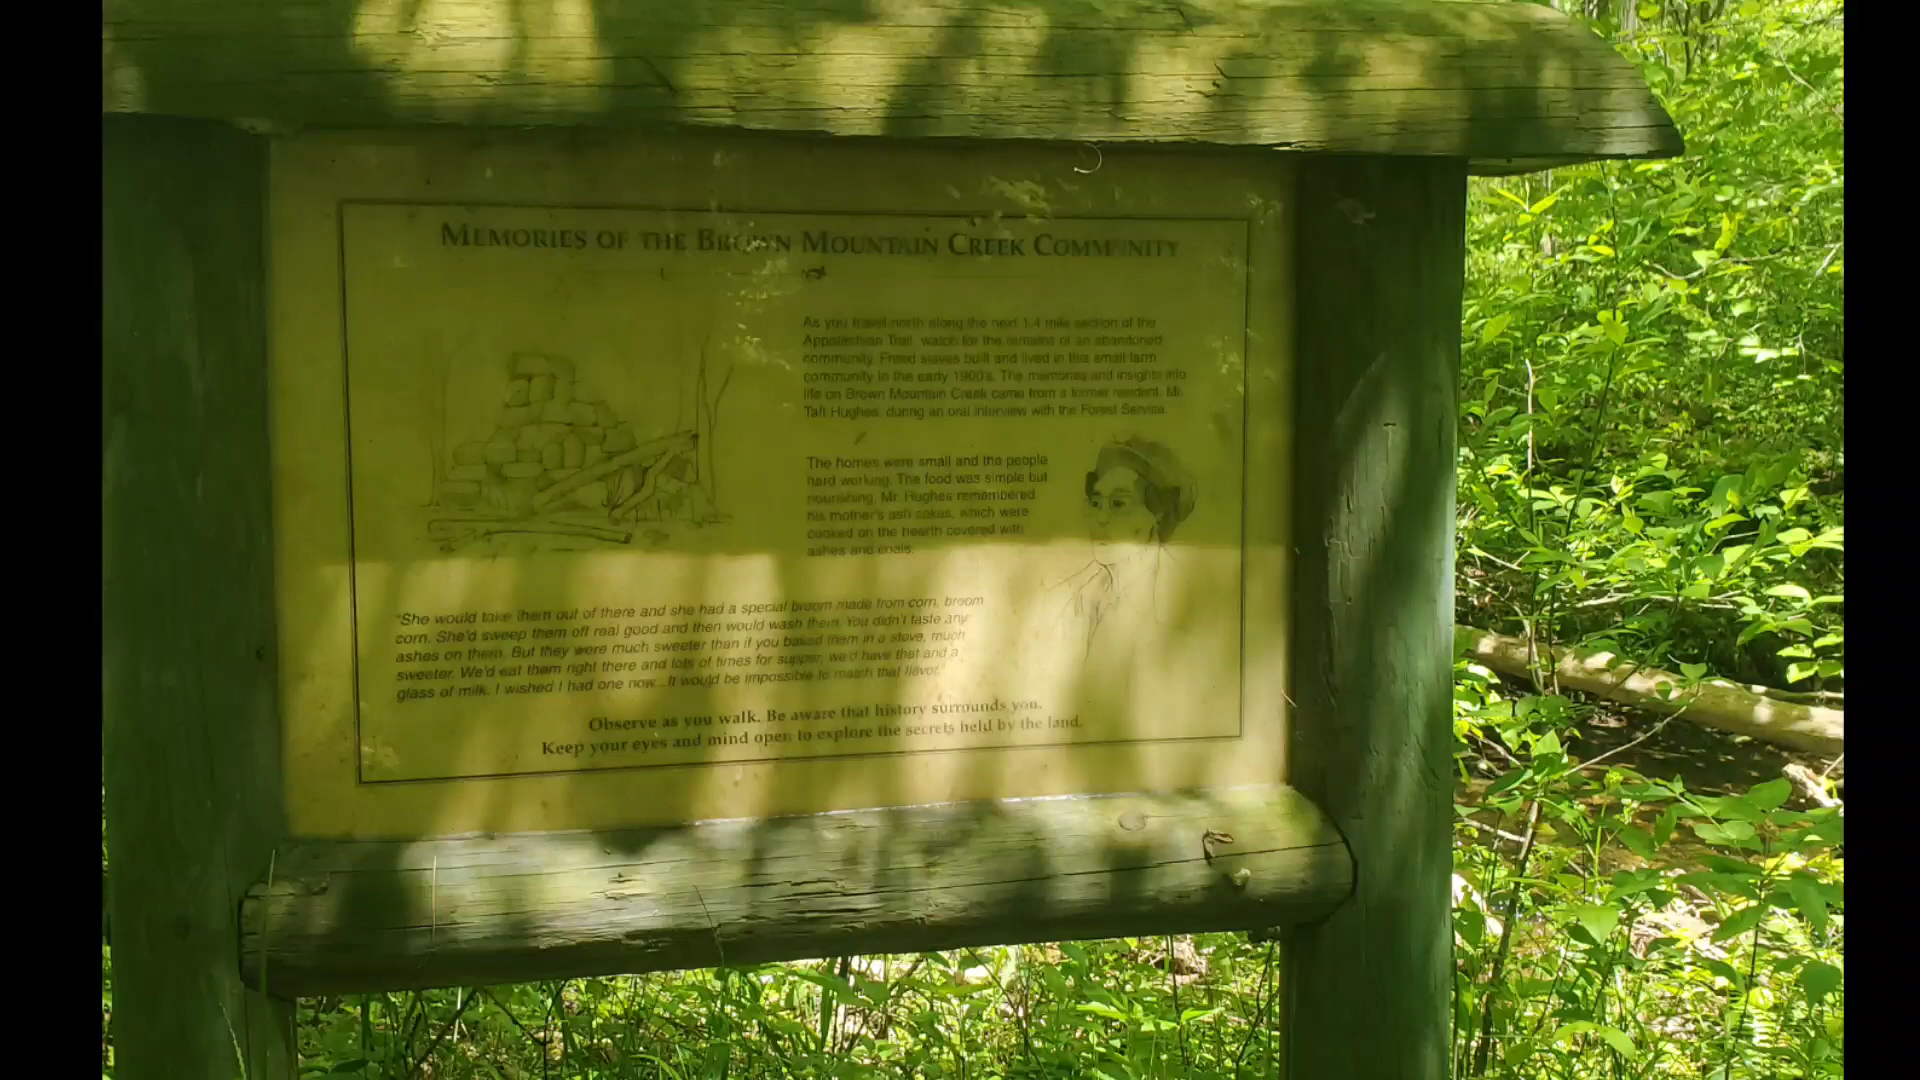 MEMORIES OF THE BROWN MOUNTAIN CREEK COMMUNITY
As you travel north along the next 1.4 mile section of the
Appalachian Trail, watch for the remains of an abandoned
community. Freed slaves built and lived in this small farm
community in the early 1900's. The memories and insights into
life on Brown Mountain Creek came from a former resident, Mr.
Taft Hughes, during an oral interview with the Forest Service.
The homes were small and the people
hard working. The food was simple but
nourishing. Mr. Hughes remembered
his mother's ash cakes, which were
cooked on the hearth covered with
ashes and coals.
"She would take them out of there and she had a special broom made from corn, broom
corn. She'd sweep them off real good and then would wash them. You didn't taste any
ashes on them. But they were much sweeter than if you baked them in a stove, much
sweeter. We'd eat them right there and lots of times for supper, we'd have that and a
glass of milk. I wished I had one now...It would be impossible to match that flavor."
Observe as you walk. Be aware that history surrounds you.
Keep your eyes and mind open to explore the secrets held by the land.